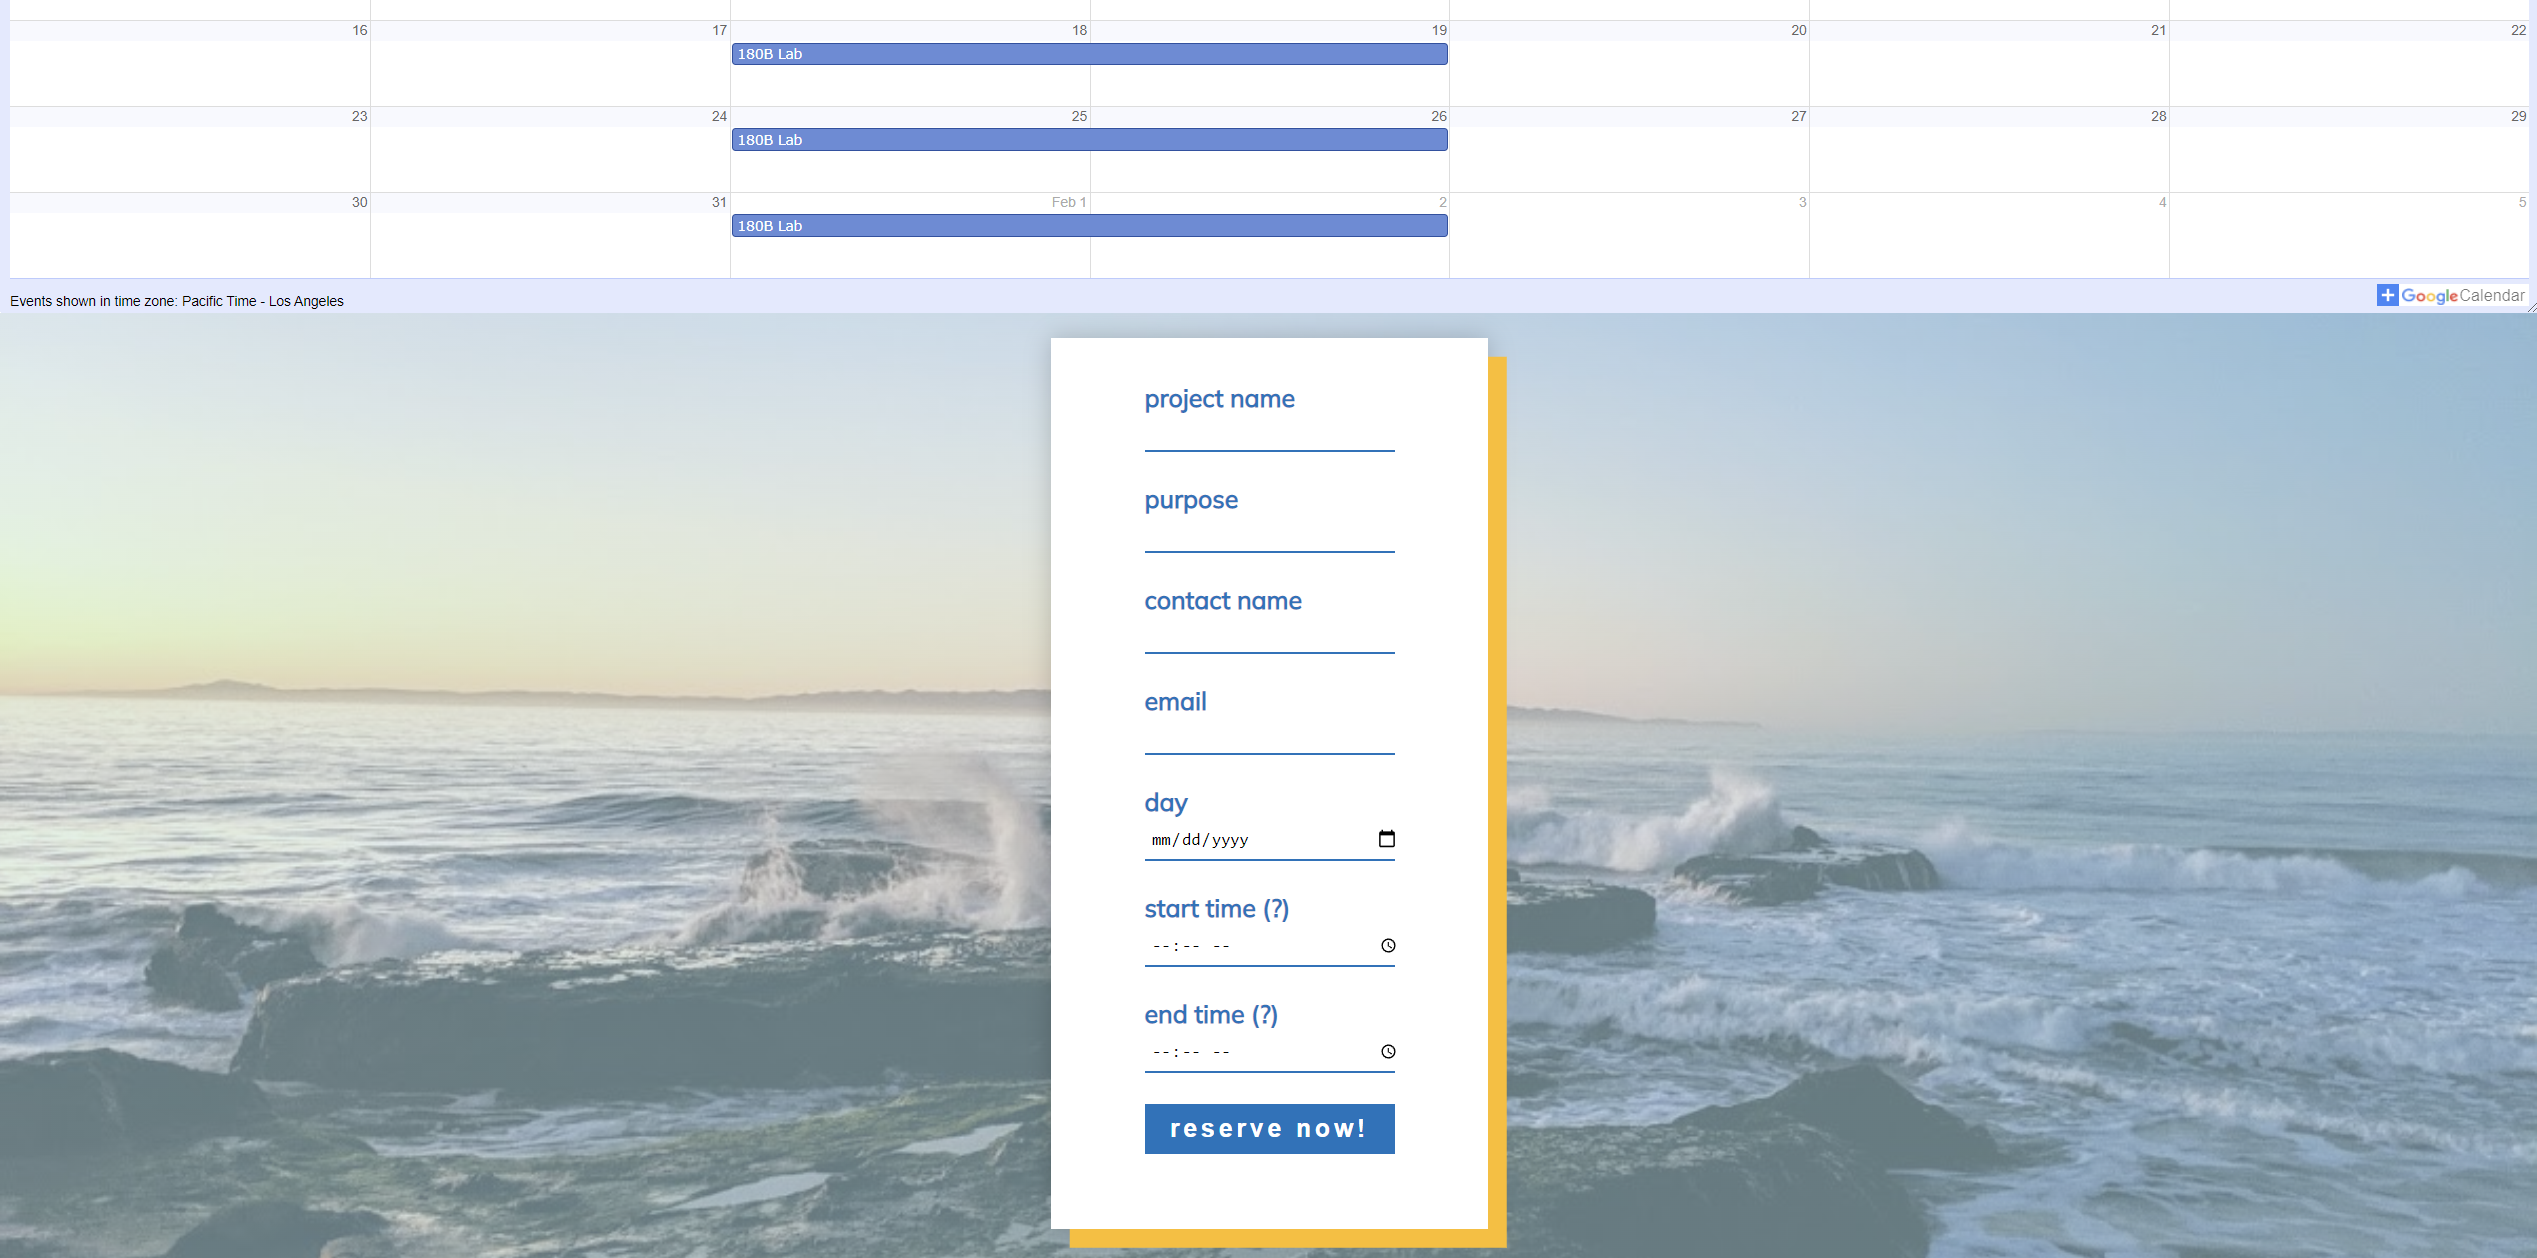 16 17 18 19 20 21 22
180B Lab
23 24 25 26 27 28 29
180B Lab
30 31 Feb 1 2 3 4 5
180B Lab
Events shown in time zone: Pacific Time - Los Angeles
Google Calendar
project name
purpose
contact name
email
day
mm/dd/yyyy
start time (?)
--:-- --
end time (?)
--:-- --
reserve now!